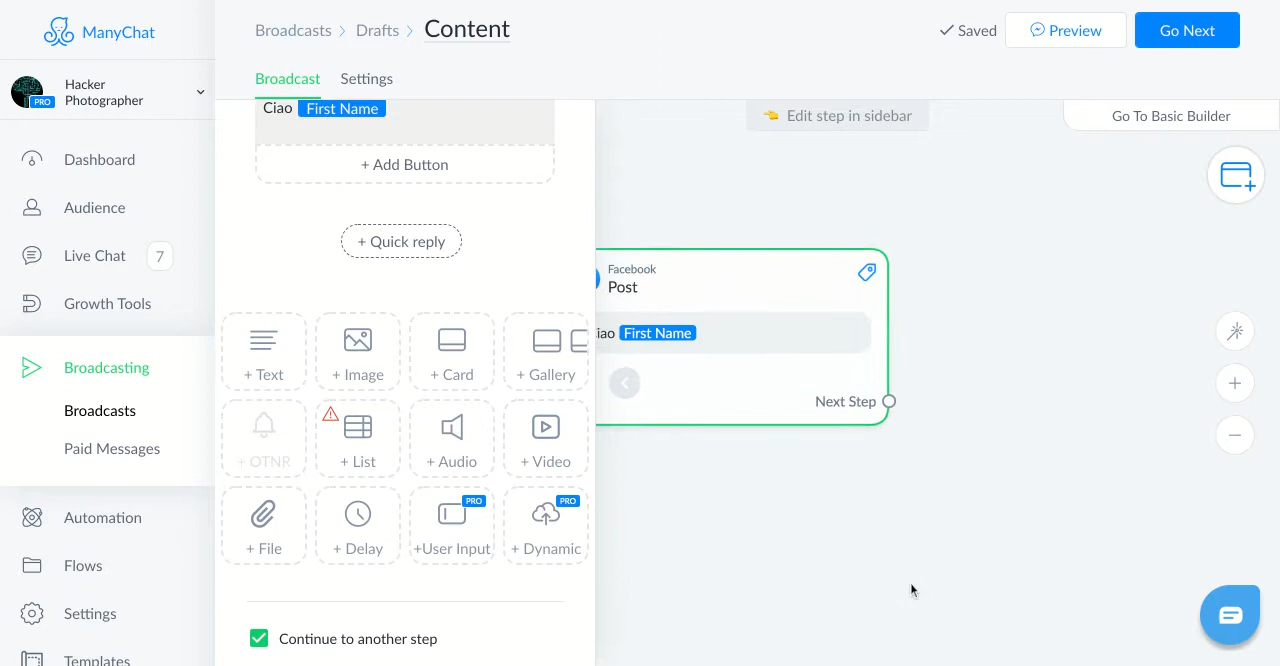 ManyChat
Broadcasts > Drafts > Content
Saved
Preview
Go Next
Hacker
Photographer
PRO
Broadcast
Settings
Dashboard
Audience
Live Chat
7
Growth Tools
Broadcasting
Broadcasts
Paid Messages
Automation
Flows
Settings
Templates
Ciao First Name
+ Add Button
+ Quick reply
+ Text
+ Image
+ Card
+ Gallery
+ OTNR
+ List
+ Audio
+ Video
+ File
+ Delay
PRO
+User Input
PRO
+ Dynamic
Continue to another step
Edit step in sidebar
Go To Basic Builder
Facebook
Post
iao First Name
Next Step